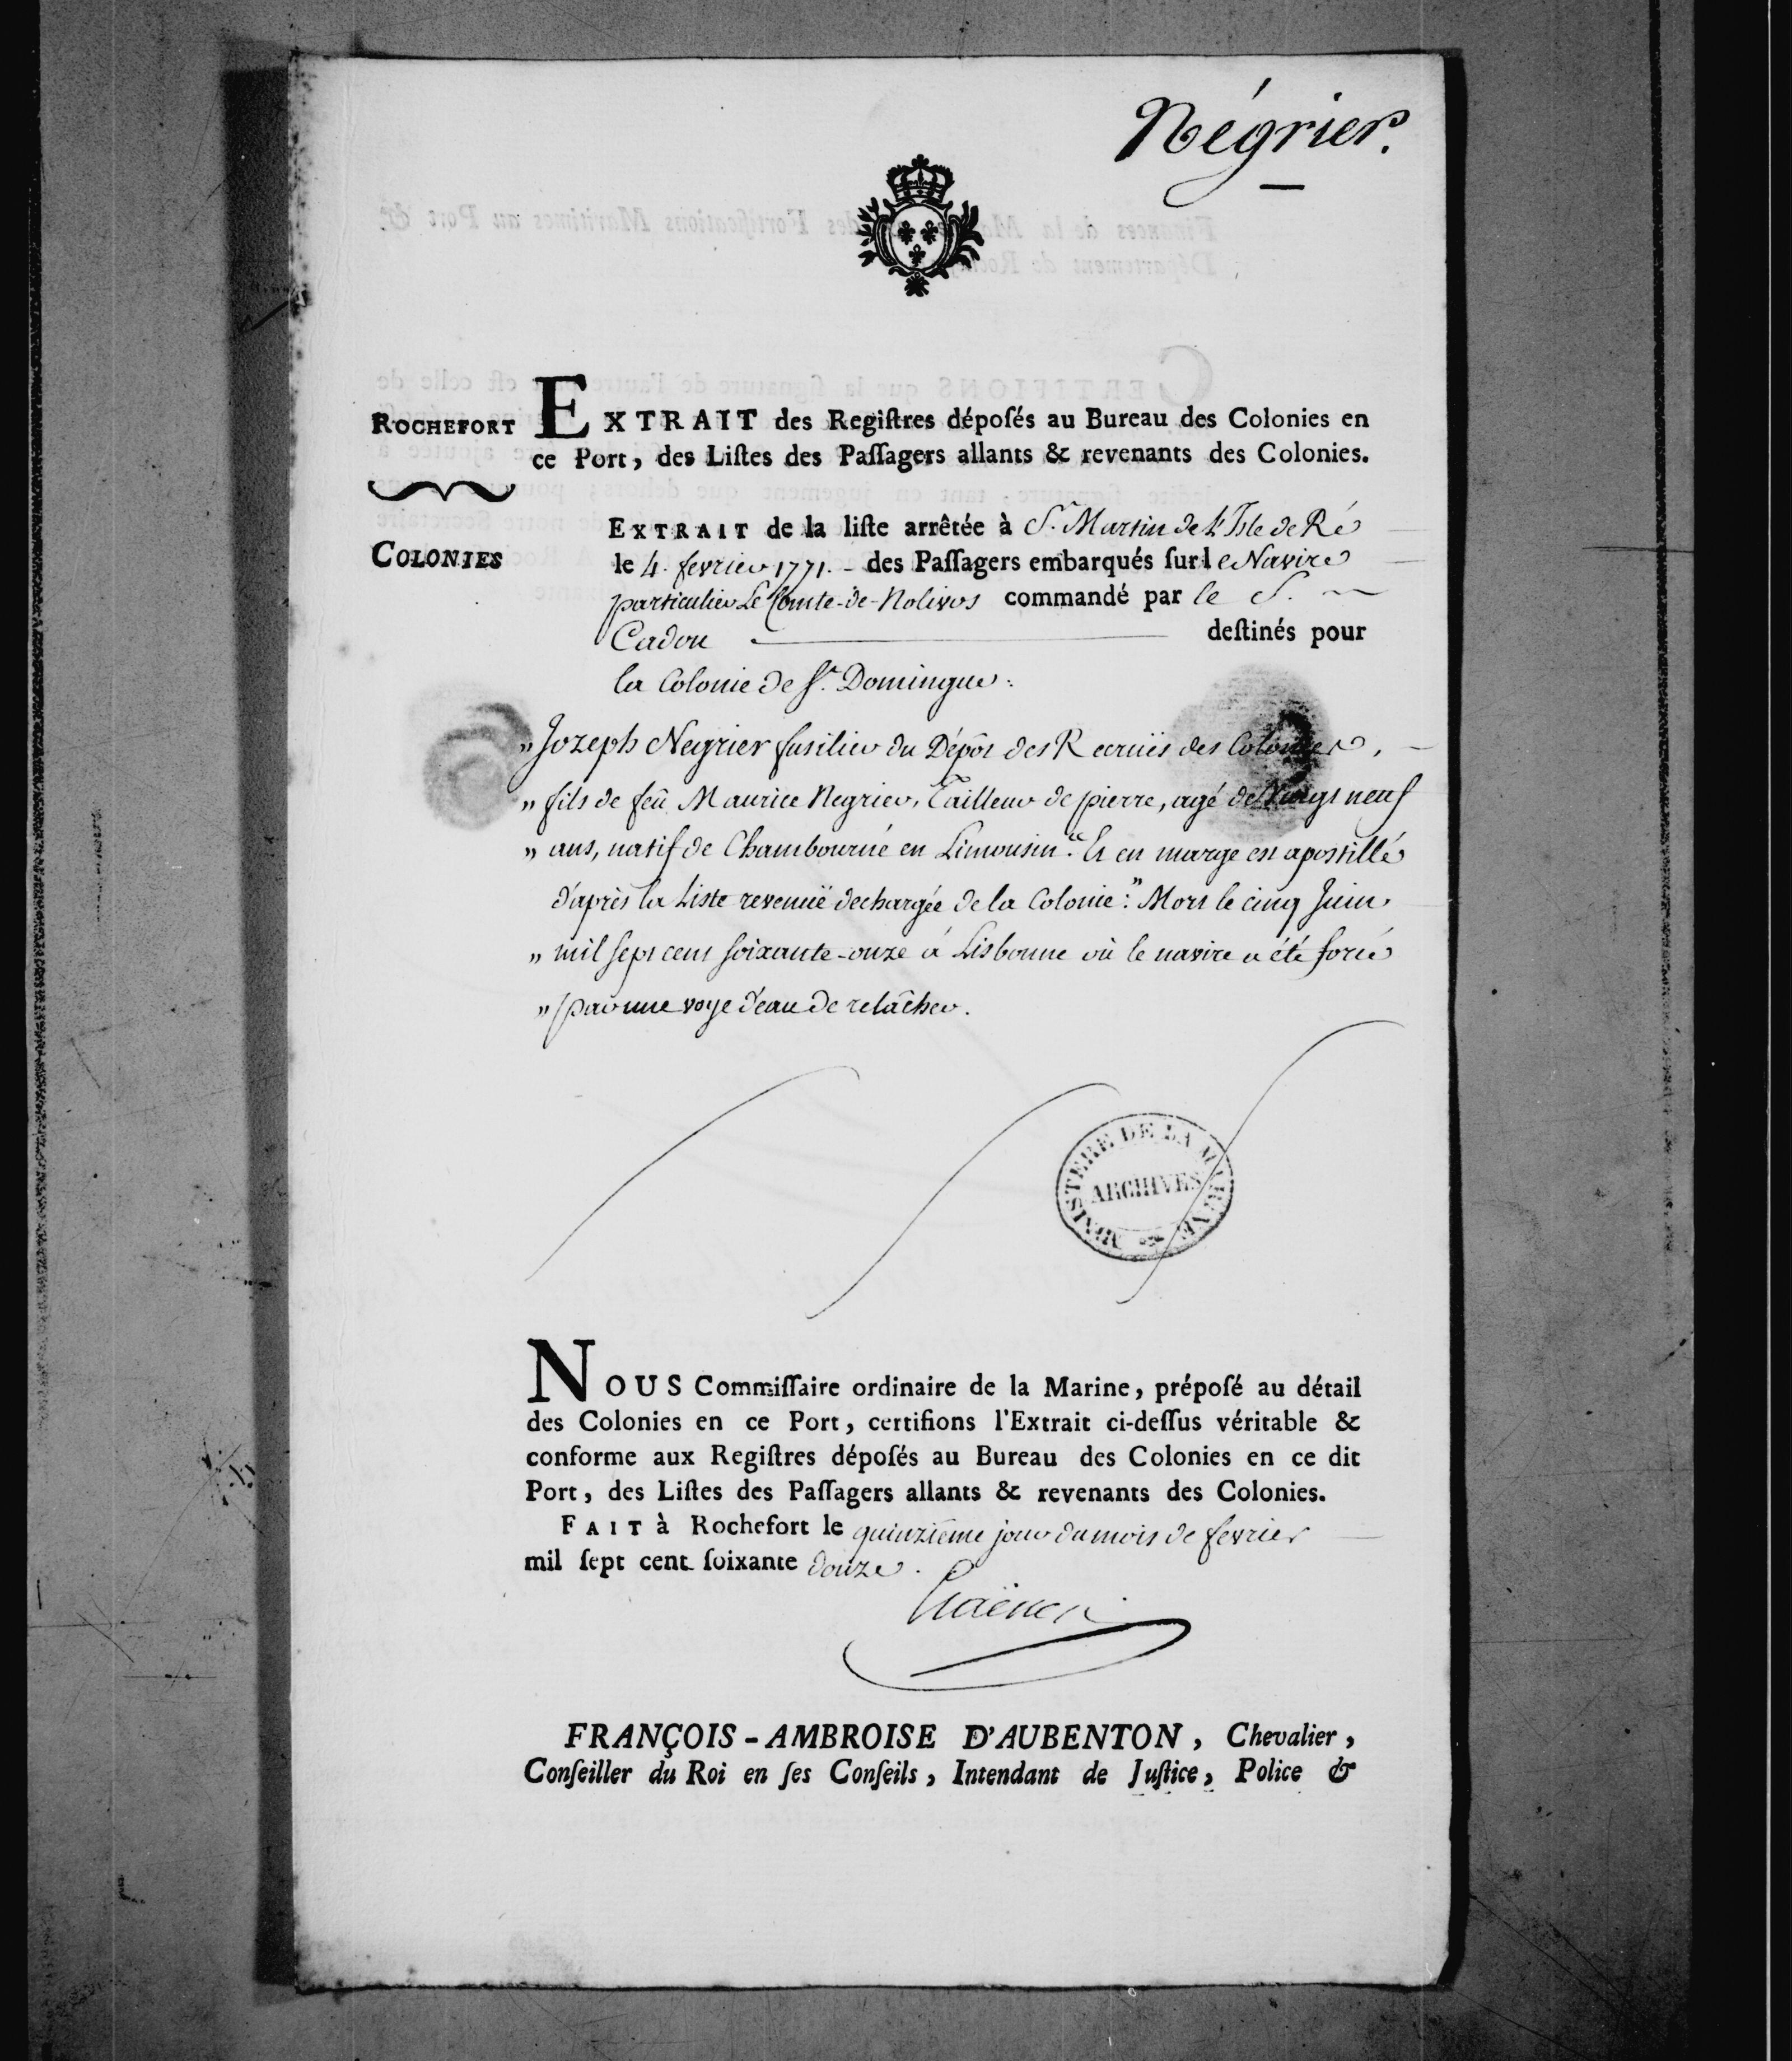 Négrier.
ROCHEFORT
COLONIES
EXTRAIT des Regiſtres dépoſés au Bureau des Colonies en
ce Port, des Liſtes des Paſſagers allants & revenants des Colonies.
EXTRAIT de la liſte arrêtée à S.t Martin de l'Isle de Ré
le 4. fevrier 1771. - des Paſſagers embarqués ſur le Navire
particulier Le Comte-de-Nolivos commandé par le S.
Cadou deſtinés pour
la Colonie de S.t Domingue.
" Jozeph Negrier fusilier du Dépôt des Recruës des Colonies,
" fils de feû Maurice Negrier, Tailleur de pierre, agé de Vingt neuf
" ans, natif de Chambourné en Limousin." Et en marge est apostillé
d'après la Liste revenuë dechargée de la Colonie: " Mort le cinq Juin
" mil sept cent soixante-onze à Lisbonne où le navire a été forcé
" par une voye d'eau de relâcher.
MINISTERE DE LA MARINE
ARCHIVES
NOUS Commiſſaire ordinaire de la Marine, prépoſé au détail
des Colonies en ce Port, certifions l'Extrait ci-deſſus véritable &
conforme aux Regiſtres dépoſés au Bureau des Colonies en ce dit
Port, des Liſtes des Paſſagers allants & revenants des Colonies.
FAIT à Rochefort le quinziême jour du mois de fevrier
mil ſept cent ſoixante douze.
FRANÇOIS-AMBROISE D'AUBENTON, Chevalier,
Conſeiller du Roi en ſes Conſeils, Intendant de Juſtice, Police &